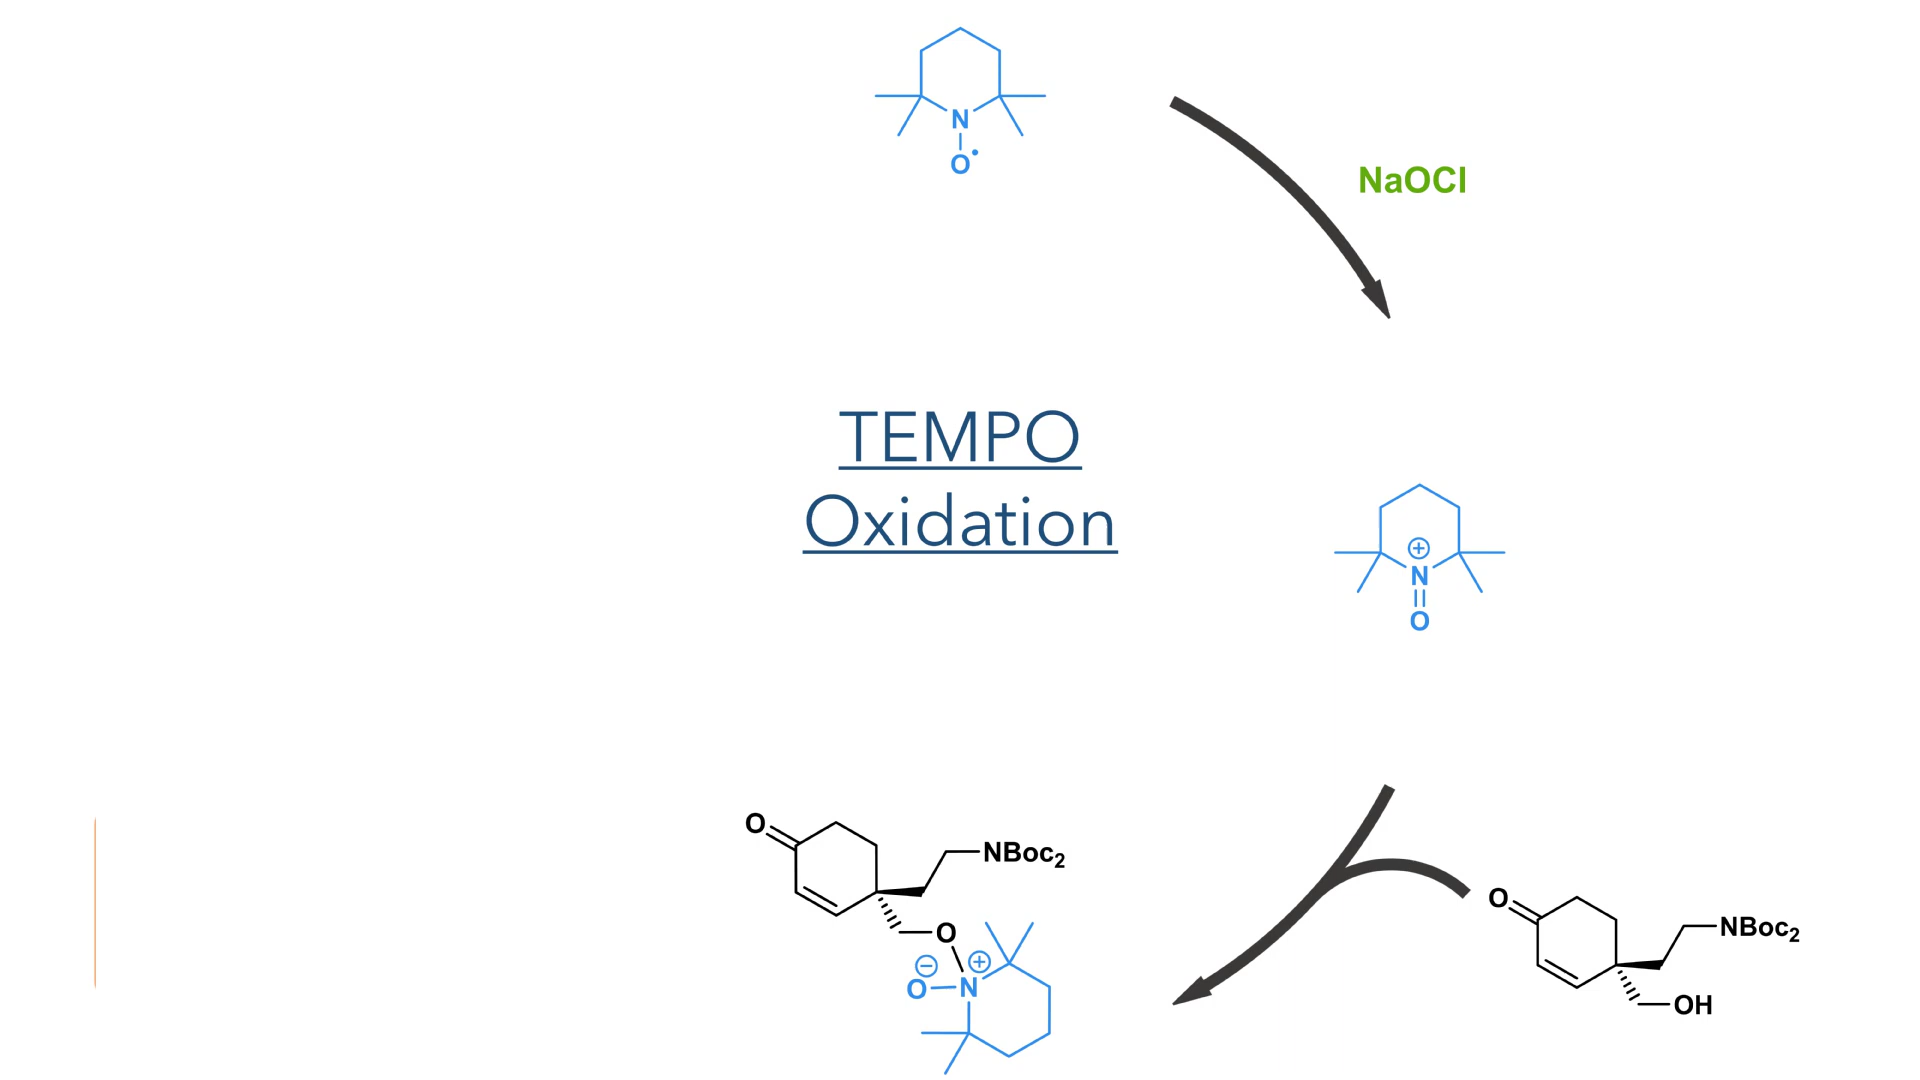 N
O•
NaOCl
TEMPO
Oxidation
⊕
N
O
O
NBoc₂
O
⊖
⊕
O
N
O
NBoc₂
OH